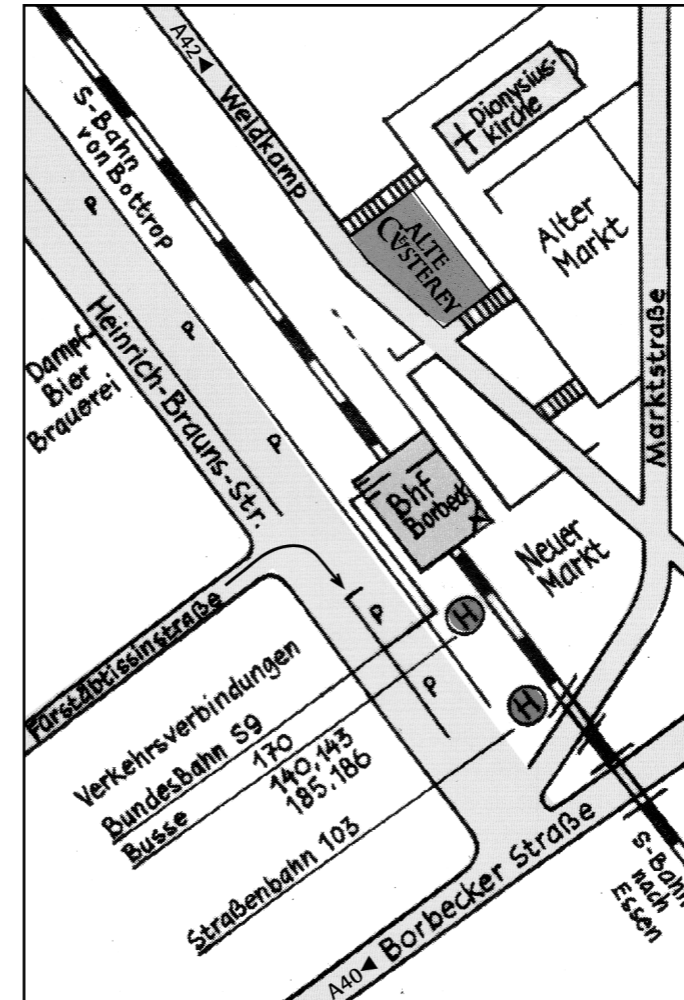 A42
Weidkamp
S-Bahn
von Bottrop
Dionysius-
kirche
ALTE
CÜSTEREY
Alter
Markt
Marktstraße
P
P
P
Heinrich-Brauns-Str.
Dampf-
Bier
Brauerei
Bhf
Borbeck
Neuer
Markt
Fürstäbtissinstraße
P
P
H
H
Verkehrsverbindungen
BundesBahn S9
Busse
170
140, 143
185, 186
Straßenbahn 103
A40
Borbecker Straße
S-Bahn
nach
Essen